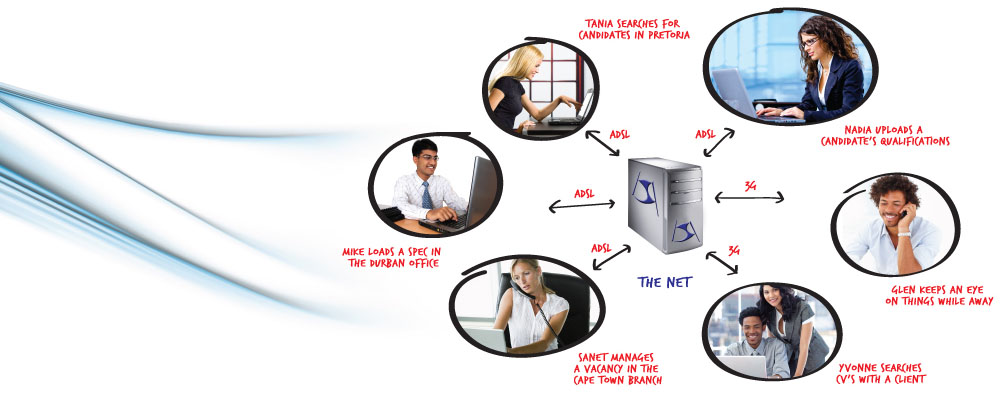 TANIA SEARCHES FOR
CANDIDATES IN PRETORIA
NADIA UPLOADS A
CANDIDATE'S QUALIFICATIONS
ADSL
ADSL
MIKE LOADS A SPEC IN
THE DURBAN OFFICE
ADSL
3G
GLEN KEEPS AN EYE
ON THINGS WHILE AWAY
ADSL
3G
THE NET
SANET MANAGES
A VACANCY IN THE
CAPE TOWN BRANCH
YVONNE SEARCHES
CV'S WITH A CLIENT